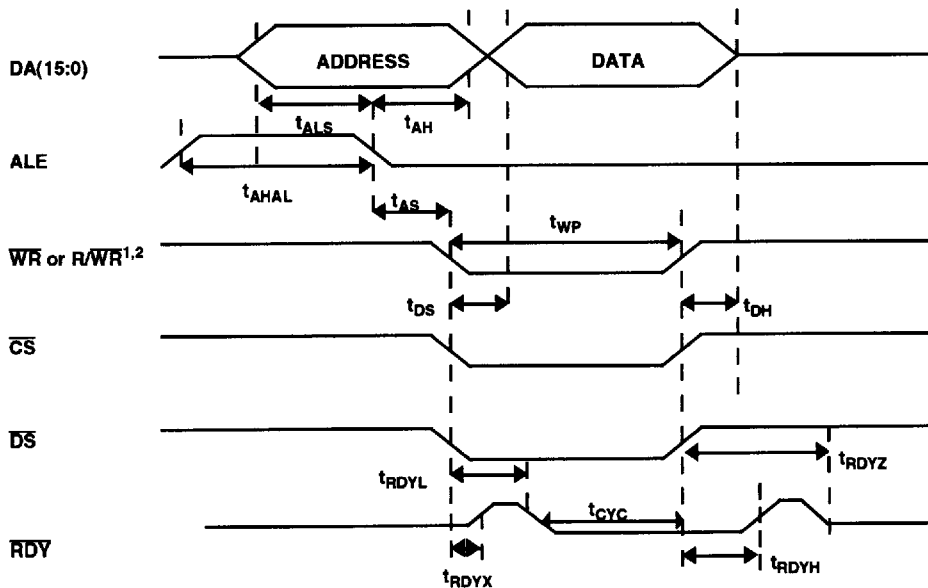 DA(15:0)
ADDRESS
DATA
tALS
tAH
ALE
tAHAL
tAS
tWP
WR or R/WR1,2
tDS
tDH
CS
DS
tRDYL
tRDYZ
tCYC
RDY
tRDYX
tRDYH